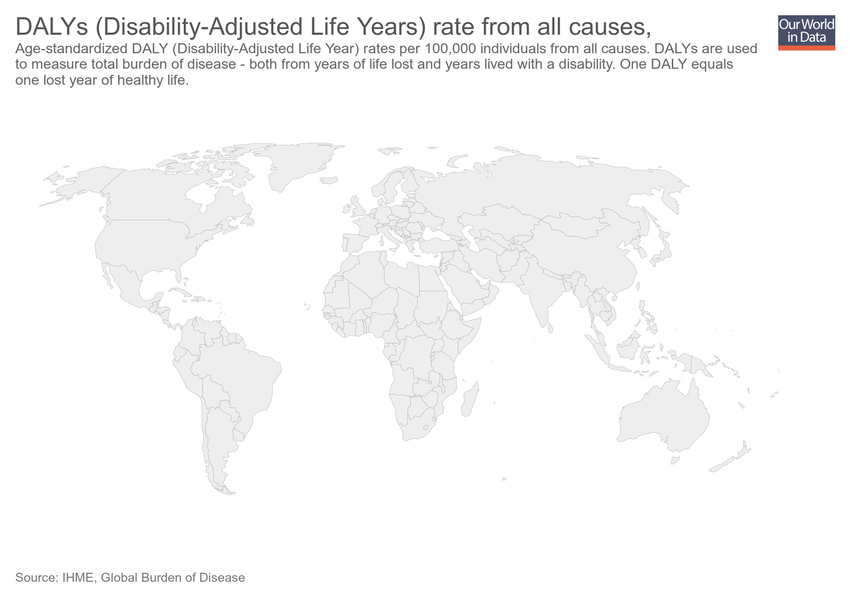 DALYs (Disability-Adjusted Life Years) rate from all causes,
Our World
in Data
Age-standardized DALY (Disability-Adjusted Life Year) rates per 100,000 individuals from all causes. DALYs are used
to measure total burden of disease - both from years of life lost and years lived with a disability. One DALY equals
one lost year of healthy life.
Source: IHME, Global Burden of Disease